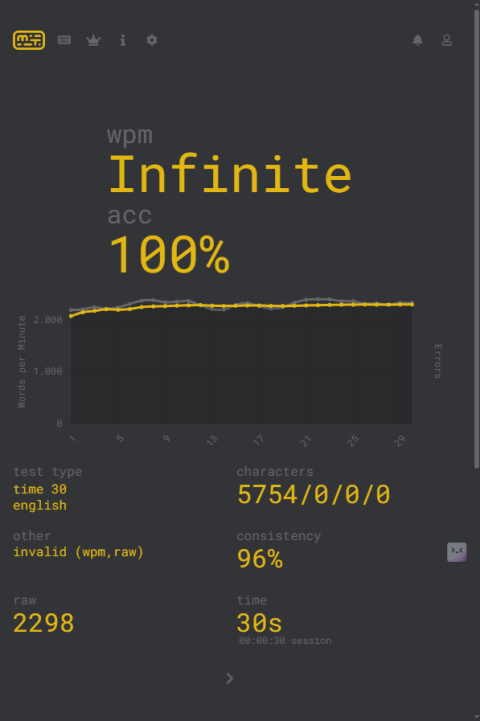 wpm
Infinite
acc
100%
Words per Minute
2.000
1.000
0
Errors
1 5 9 13 17 21 25 29
test type
time 30
english
characters
5754/0/0/0
other
invalid (wpm,raw)
consistency
96%
raw
2298
time
30s
00:00:30 session